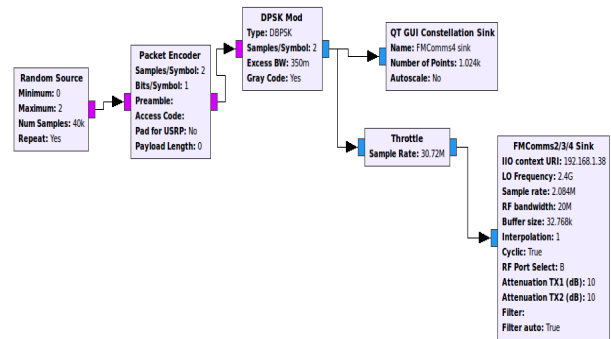 Random Source
Minimum: 0
Maximum: 2
Num Samples: 40k
Repeat: Yes
Packet Encoder
Samples/Symbol: 2
Bits/Symbol: 1
Preamble:
Access Code:
Pad for USRP: No
Payload Length: 0
DPSK Mod
Type: DBPSK
Samples/Symbol: 2
Excess BW: 350m
Gray Code: Yes
QT GUI Constellation Sink
Name: FMComms4 sink
Number of Points: 1.024k
Autoscale: No
Throttle
Sample Rate: 30.72M
FMComms2/3/4 Sink
IIO context URI: 192.168.1.38
LO Frequency: 2.4G
Sample rate: 2.084M
RF bandwidth: 20M
Buffer size: 32.768k
Interpolation: 1
Cyclic: True
RF Port Select: B
Attenuation TX1 (dB): 10
Attenuation TX2 (dB): 10
Filter:
Filter auto: True